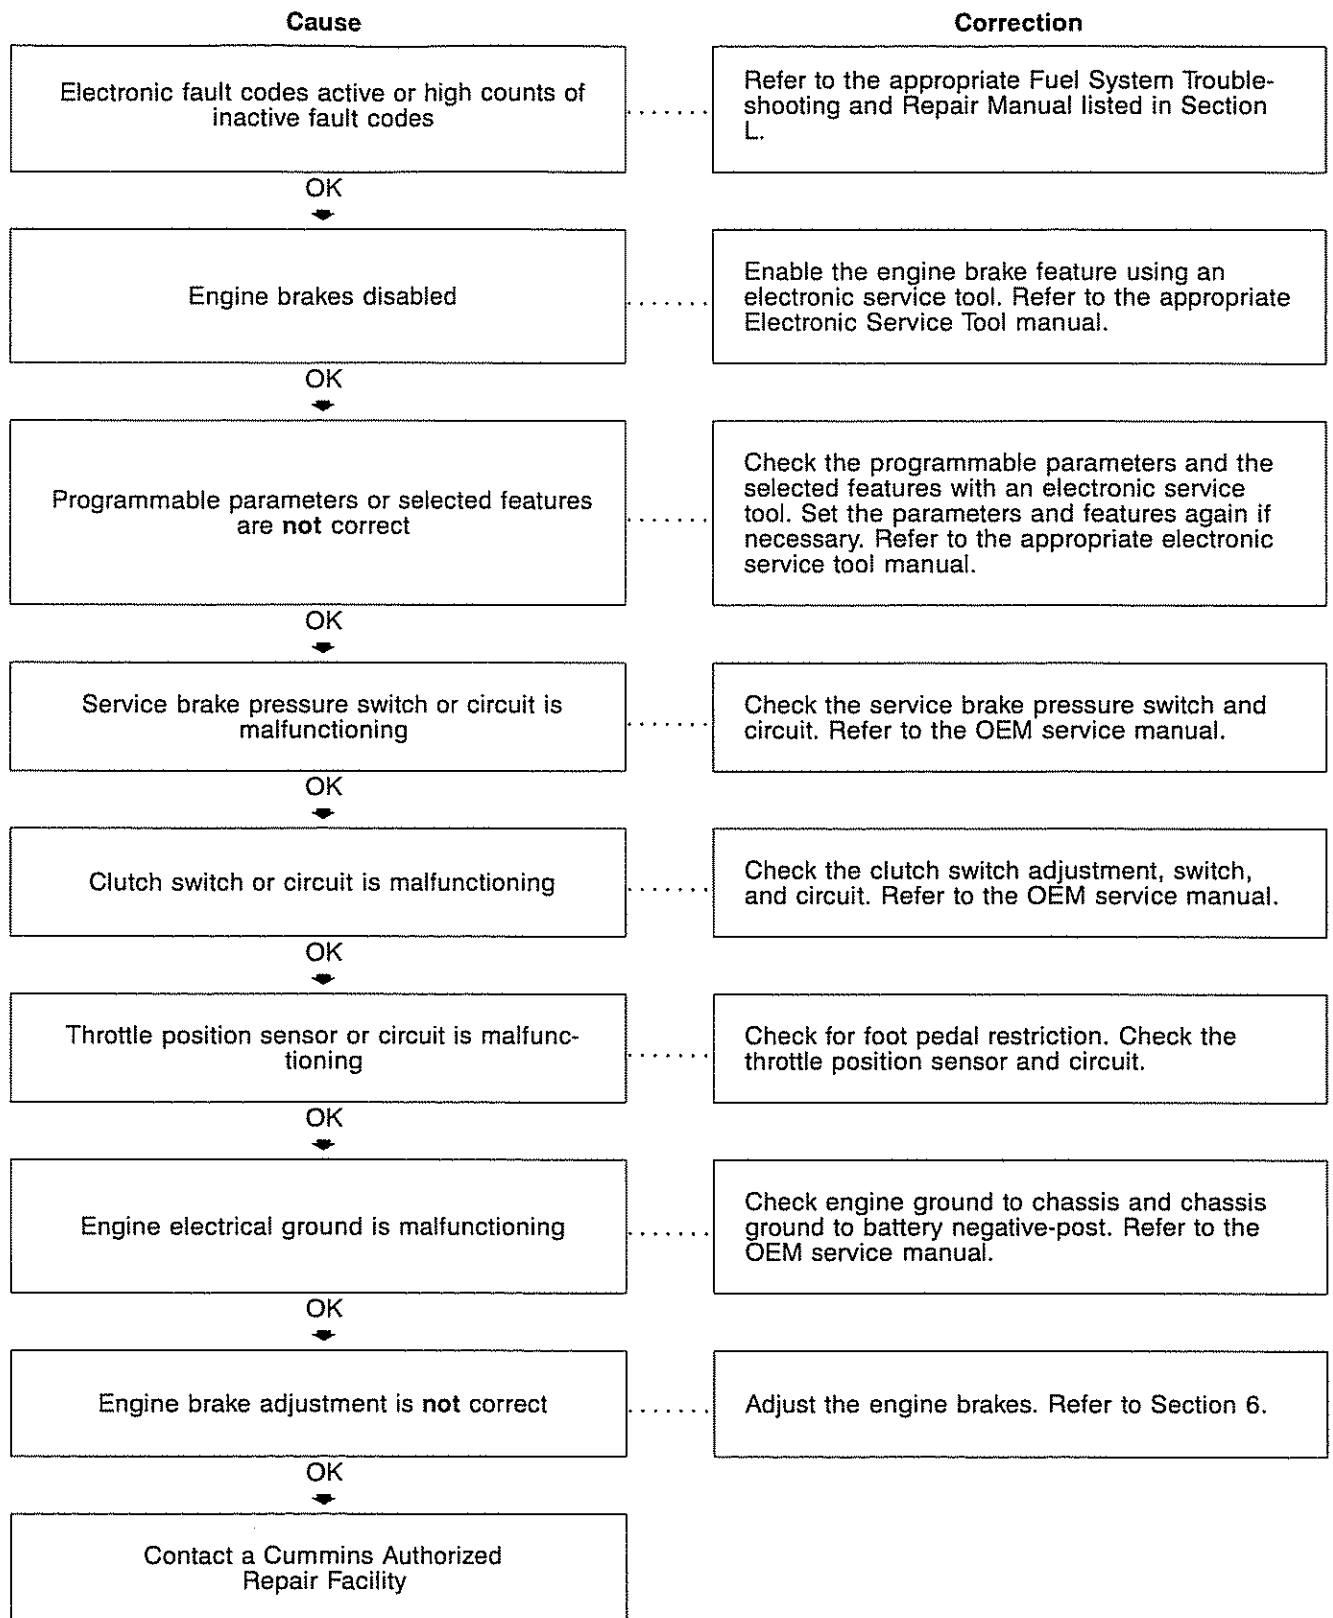 Cause
Correction
Electronic fault codes active or high counts of
inactive fault codes
Refer to the appropriate Fuel System Trouble-
shooting and Repair Manual listed in Section
L.
OK
Engine brakes disabled
Enable the engine brake feature using an
electronic service tool. Refer to the appropriate
Electronic Service Tool manual.
OK
Programmable parameters or selected features
are not correct
Check the programmable parameters and the
selected features with an electronic service
tool. Set the parameters and features again if
necessary. Refer to the appropriate electronic
service tool manual.
OK
Service brake pressure switch or circuit is
malfunctioning
Check the service brake pressure switch and
circuit. Refer to the OEM service manual.
OK
Clutch switch or circuit is malfunctioning
Check the clutch switch adjustment, switch,
and circuit. Refer to the OEM service manual.
OK
Throttle position sensor or circuit is malfunc-
tioning
Check for foot pedal restriction. Check the
throttle position sensor and circuit.
OK
Engine electrical ground is malfunctioning
Check engine ground to chassis and chassis
ground to battery negative-post. Refer to the
OEM service manual.
OK
Engine brake adjustment is not correct
Adjust the engine brakes. Refer to Section 6.
OK
Contact a Cummins Authorized
Repair Facility